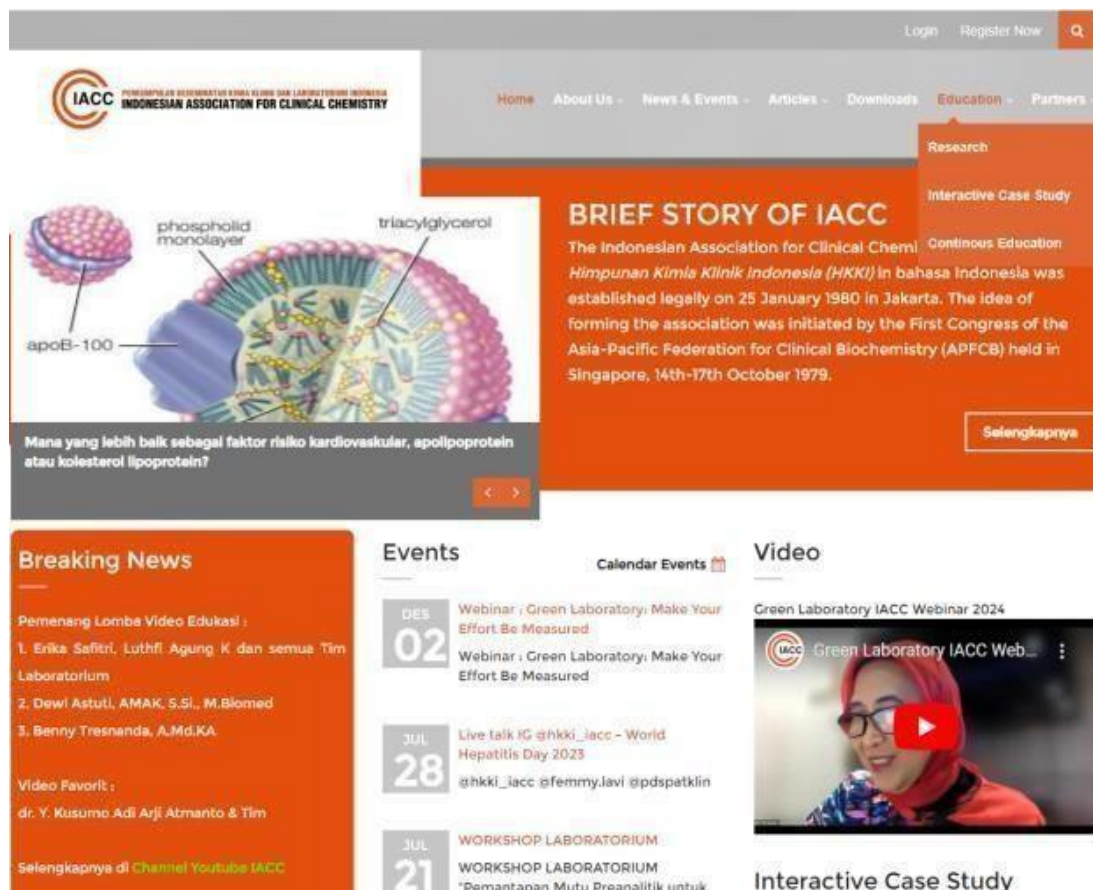 Login Register Now
IACC
PERHIMPUNAN KESEMINATAN KIMIA KLINIK DAN LABORATORIUM INDONESIA
INDONESIAN ASSOCIATION FOR CLINICAL CHEMISTRY
Home About Us News & Events Articles Downloads Education Partners
Research
Interactive Case Study
Continous Education
phospholid
monolayer
triacylglycerol
apoB-100
Mana yang lebih baik sebagai faktor risiko kardiovaskular, apolipoprotein
atau kolesterol lipoprotein?
BRIEF STORY OF IACC
The Indonesian Association for Clinical Chemi
Himpunan Kimia Klinik Indonesia (HKKI) in bahasa Indonesia was
established legally on 25 January 1980 in Jakarta. The idea of
forming the association was initiated by the First Congress of the
Asia-Pacific Federation for Clinical Biochemistry (APFCB) held in
Singapore, 14th-17th October 1979.
Selengkapnya
Breaking News
Pemenang Lomba Video Edukasi :
1. Erika Safitri, Luthfi Agung K dan semua Tim
Laboratorium
2. Dewi Astuti, AMAK, S.Si., M.Biomed
3. Benny Tresnanda, A.Md.KA
Video Favorit :
dr. Y. Kusumo Adi Arji Atmanto & Tim
Selengkapnya di Channel Youtube IACC
Events
Calendar Events
DES
02
Webinar : Green Laboratory: Make Your
Effort Be Measured
Webinar : Green Laboratory: Make Your
Effort Be Measured
JUL
28
Live talk IG @hkki_iacc - World
Hepatitis Day 2023
@hkki_iacc @femmy.lavi @pdspatklin
JUL
21
WORKSHOP LABORATORIUM
WORKSHOP LABORATORIUM
"Pemantapan Mutu Preanalitik untuk
Video
Green Laboratory IACC Webinar 2024
IACC
Green Laboratory IACC Web...
Interactive Case Study